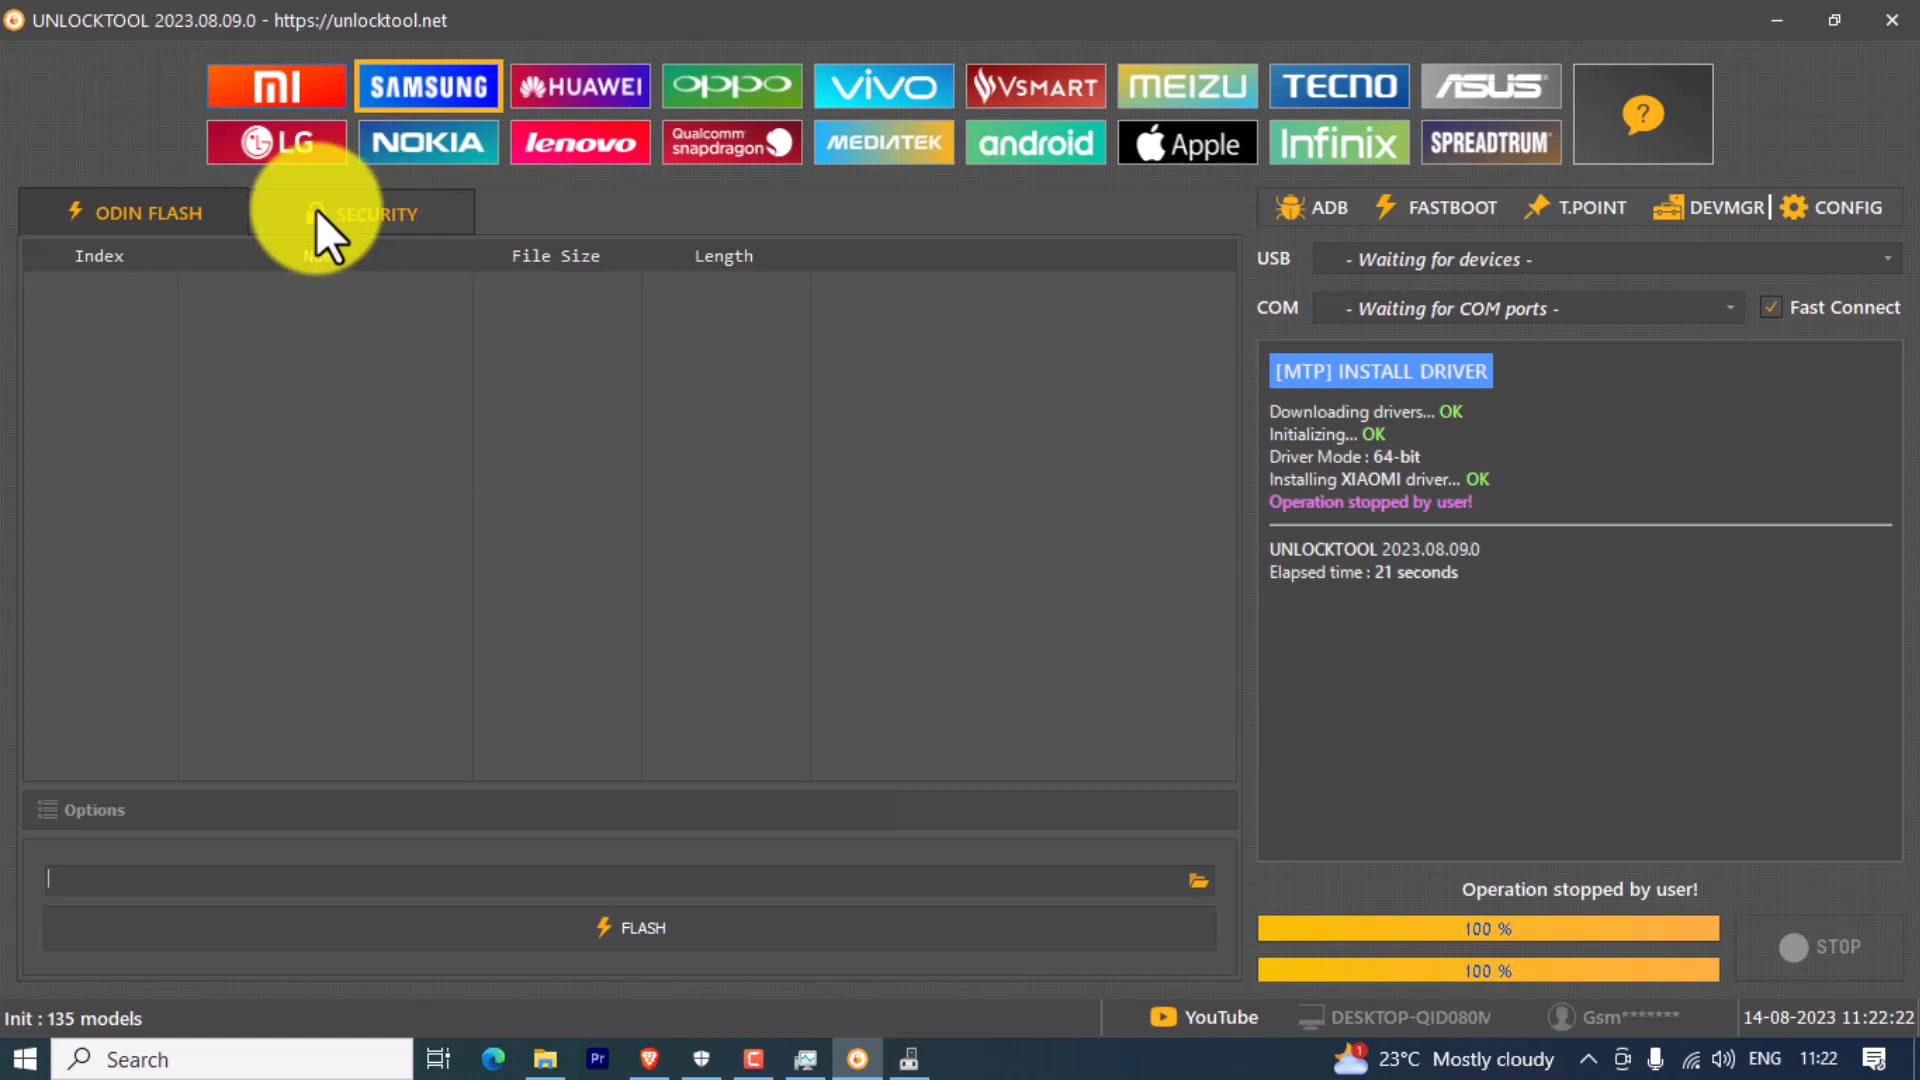 UNLOCKTOOL 2023.08.09.0 - https://unlocktool.net
MI SAMSUNG HUAWEI oppo vivo VSMART MEIZU TECNO ASUS
LG NOKIA lenovo Qualcomm snapdragon MEDIATEK android Apple Infinix SPREADTRUM
?
ODIN FLASH SECURITY
ADB FASTBOOT T.POINT DEVMGR CONFIG
Index File Size Length
USB - Waiting for devices -
COM - Waiting for COM ports - Fast Connect
[MTP] INSTALL DRIVER
Downloading drivers... OK
Initializing... OK
Driver Mode : 64-bit
Installing XIAOMI driver... OK
Operation stopped by user!
UNLOCKTOOL 2023.08.09.0
Elapsed time : 21 seconds
Options
FLASH
Operation stopped by user!
100 %
100 %
STOP
Init : 135 models
YouTube DESKTOP-QID080M Gsm******* 14-08-2023 11:22:22
Search Pr C 1 23°C Mostly cloudy ENG 11:22